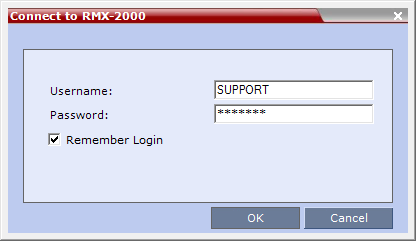 Connect to RMX-2000
Username: SUPPORT
Password: *******
Remember Login
OK Cancel